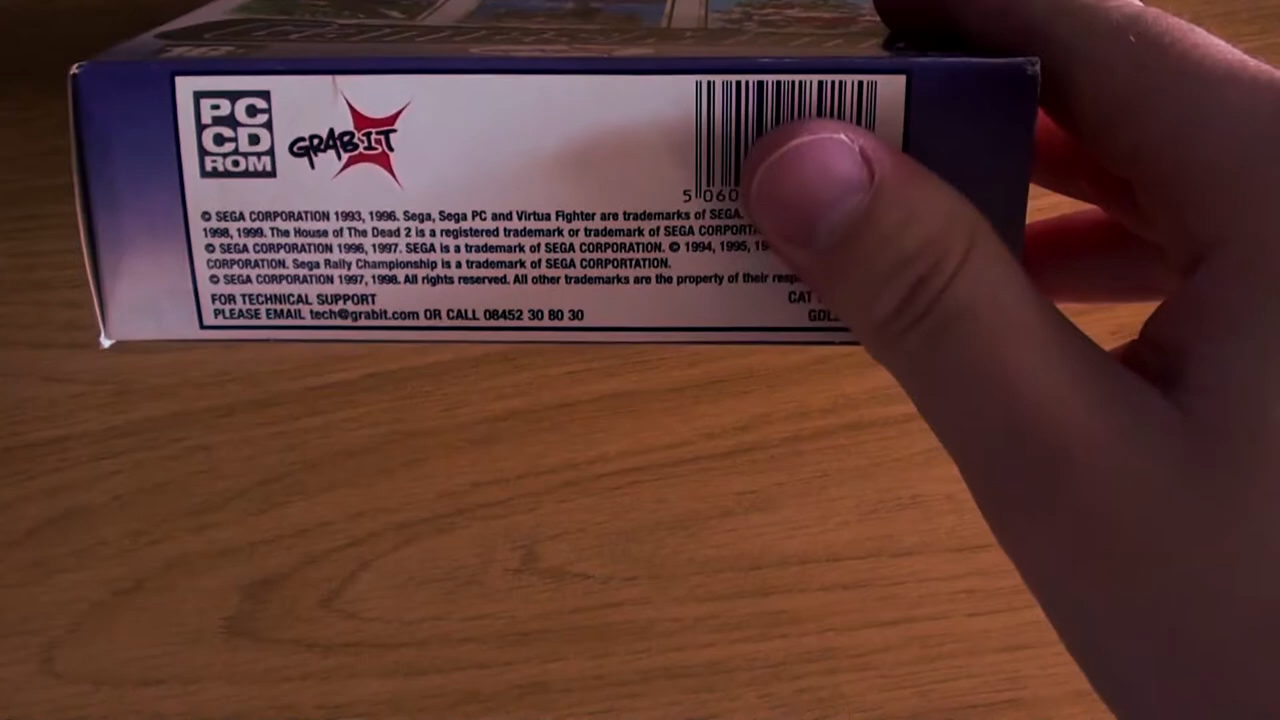 PC
CD
ROM
GRABIT
5 060
© SEGA CORPORATION 1993, 1996. Sega, Sega PC and Virtua Fighter are trademarks of SEGA.
1998, 1999. The House of The Dead 2 is a registered trademark or trademark of SEGA
© SEGA CORPORATION 1996, 1997. SEGA is a trademark of SEGA CORPORATION. © 1994, 1995,
CORPORATION. Sega Rally Championship is a trademark of SEGA CORPORTATION.
© SEGA CORPORATION 1997, 1998. All rights reserved. All other trademarks are the property of their
FOR TECHNICAL SUPPORT
CAT
PLEASE EMAIL tech@grabit.com OR CALL 08452 30 80 30